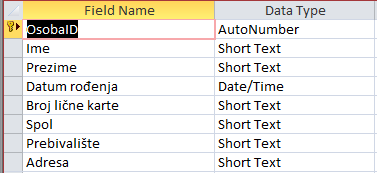 Field Name Data Type
OsobaID AutoNumber
Ime Short Text
Prezime Short Text
Datum rođenja Date/Time
Broj lične karte Short Text
Spol Short Text
Prebivalište Short Text
Adresa Short Text